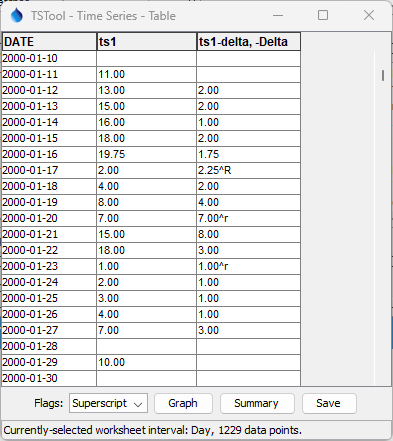 TSTool - Time Series - Table
DATE ts1 ts1-delta, -Delta
2000-01-10
2000-01-11 11.00
2000-01-12 13.00 2.00
2000-01-13 15.00 2.00
2000-01-14 16.00 1.00
2000-01-15 18.00 2.00
2000-01-16 19.75 1.75
2000-01-17 2.00 2.25^R
2000-01-18 4.00 2.00
2000-01-19 8.00 4.00
2000-01-20 7.00 7.00^r
2000-01-21 15.00 8.00
2000-01-22 18.00 3.00
2000-01-23 1.00 1.00^r
2000-01-24 2.00 1.00
2000-01-25 3.00 1.00
2000-01-26 4.00 1.00
2000-01-27 7.00 3.00
2000-01-28
2000-01-29 10.00
2000-01-30
Flags: Superscript Graph Summary Save
Currently-selected worksheet interval: Day, 1229 data points.